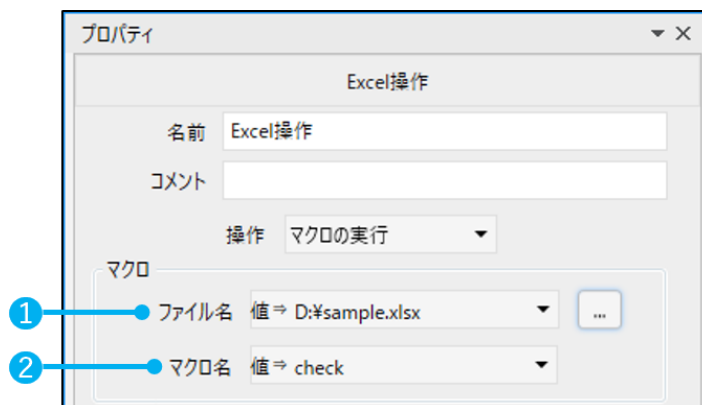 プロパティ
Excel操作
名前 Excel操作
コメント
操作 マクロの実行
マクロ
1 ファイル名 値⇒ D:¥sample.xlsx ...
2 マクロ名 値⇒ check